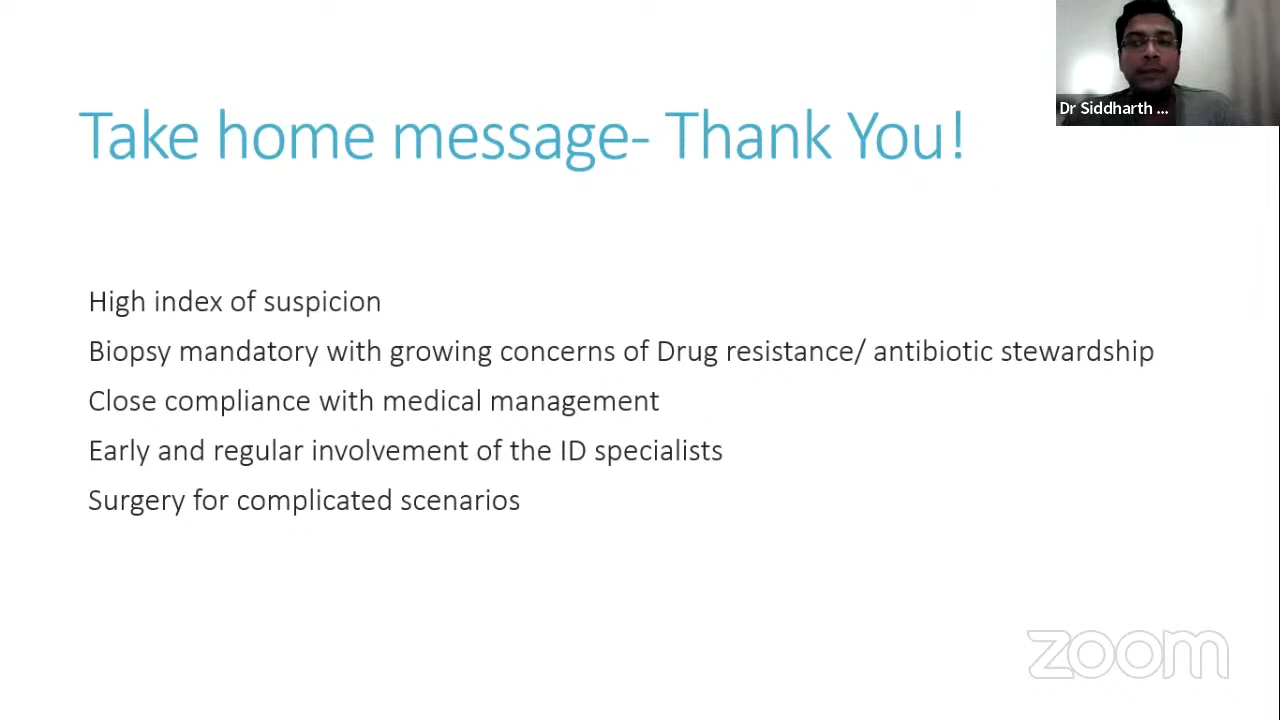 Dr Siddharth ...
Take home message- Thank You!
High index of suspicion
Biopsy mandatory with growing concerns of Drug resistance/ antibiotic stewardship
Close compliance with medical management
Early and regular involvement of the ID specialists
Surgery for complicated scenarios
zoom